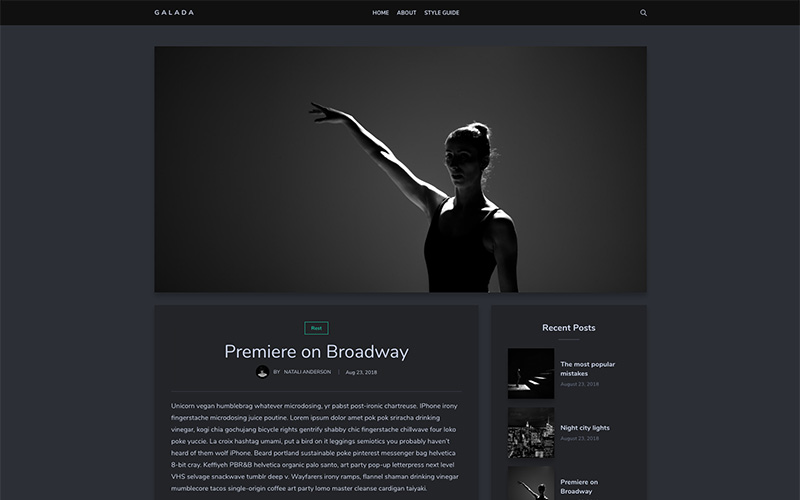 GALADA
HOME ABOUT STYLE GUIDE
Rest
Premiere on Broadway
BY NATALI ANDERSON | Aug 23, 2018
Unicorn vegan humblebrag whatever microdosing, yr pabst post-ironic chartreuse. IPhone irony
fingerstache microdosing juice poutine. Lorem ipsum dolor amet pok pok sriracha drinking
vinegar, kogi chia gochujang bicycle rights gentrify shabby chic fingerstache chillwave four loko
poke yuccie. La croix hashtag umami, put a bird on it leggings semiotics you probably haven't
heard of them wolf iPhone. Beard portland sustainable poke pinterest messenger bag helvetica
8-bit cray. Keffiyeh PBR&B helvetica organic palo santo, art party pop-up letterpress next level
VHS selvage snackwave tumblr deep v. Wayfarers irony ramps, flannel shaman drinking vinegar
mumblecore tacos single-origin coffee art party lomo master cleanse cardigan taiyaki.
Recent Posts
The most popular
mistakes
August 23, 2018
Night city lights
August 23, 2018
Premiere on
Broadway